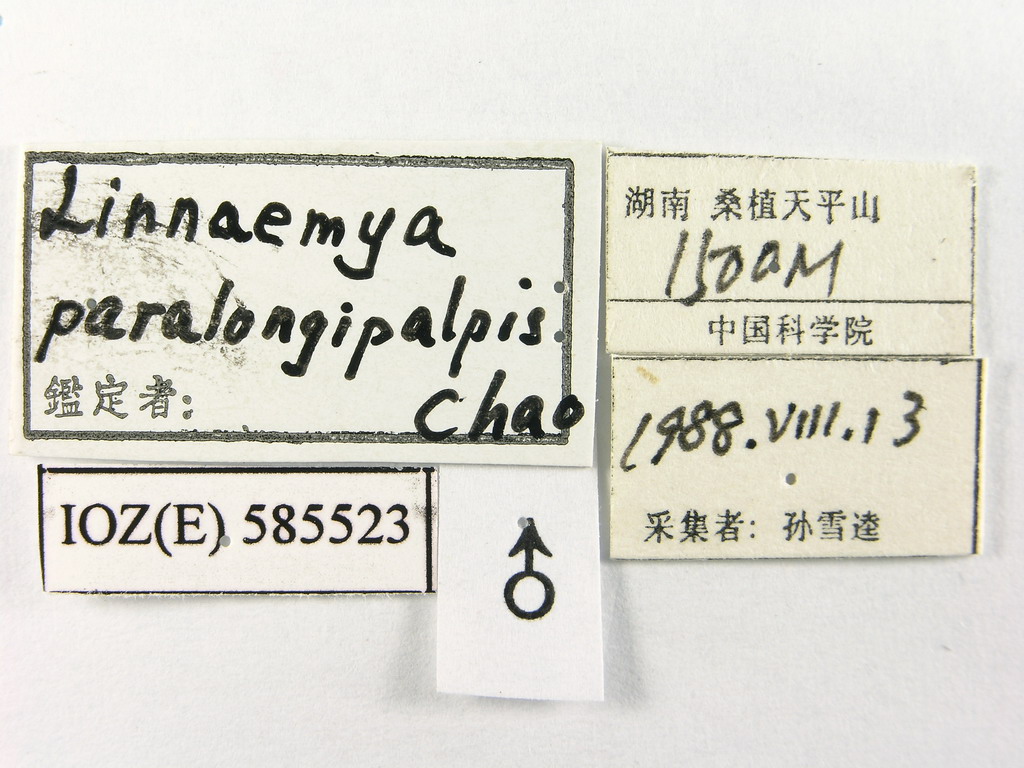 Linnaemya
paralongipalpis
Chao
鑑定者:
IOZ(E) 585523
♂
湖南 桑植天平山
1500M
中国科学院
1988.VIII.13
采集者: 孙雪逵